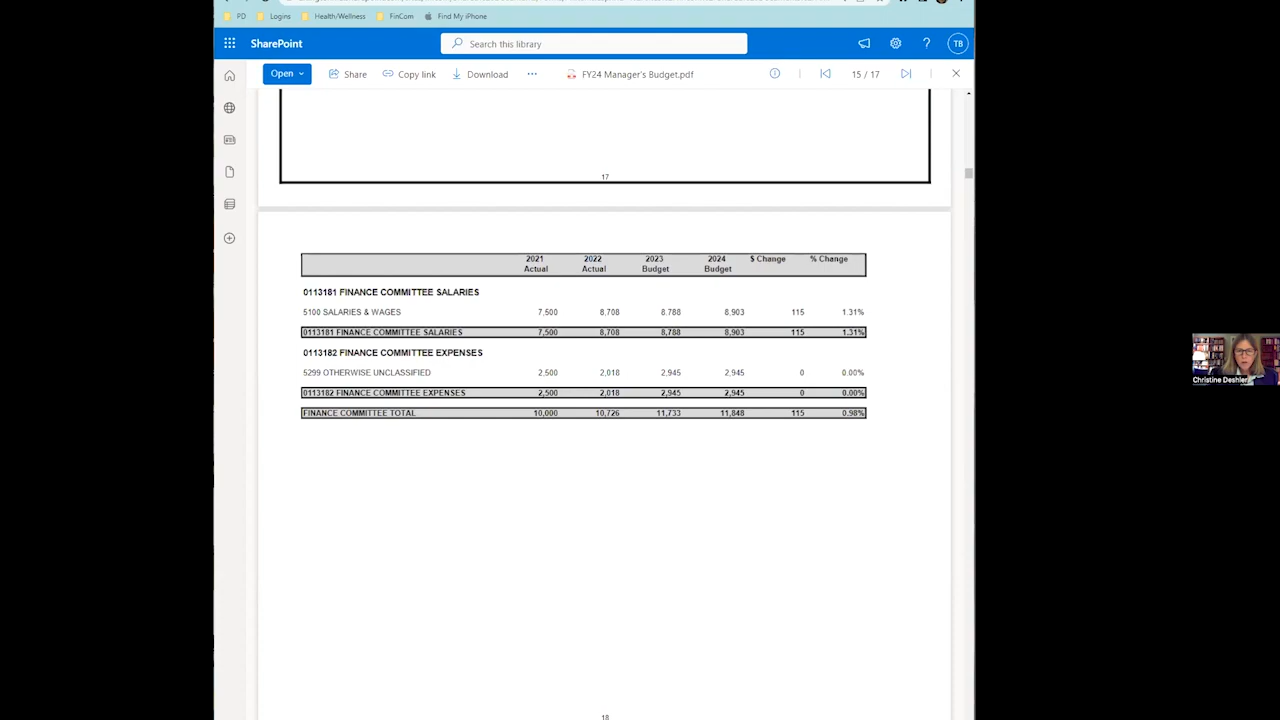 PD Logins Health/Wellness FinCom Find My iPhone
SharePoint Search this library ? TB
Open Share Copy link Download ... FY24 Manager's Budget.pdf 15 / 17
17
2021 Actual 2022 Actual 2023 Budget 2024 Budget $ Change % Change
0113181 FINANCE COMMITTEE SALARIES
5100 SALARIES & WAGES 7,500 8,708 8,788 8,903 115 1.31%
0113181 FINANCE COMMITTEE SALARIES 7,500 8,708 8,788 8,903 115 1.31%
0113182 FINANCE COMMITTEE EXPENSES
5299 OTHERWISE UNCLASSIFIED 2,500 2,018 2,945 2,945 0 0.00%
0113182 FINANCE COMMITTEE EXPENSES 2,500 2,018 2,945 2,945 0 0.00%
FINANCE COMMITTEE TOTAL 10,000 10,726 11,733 11,848 115 0.98%
Christine Deshler
18